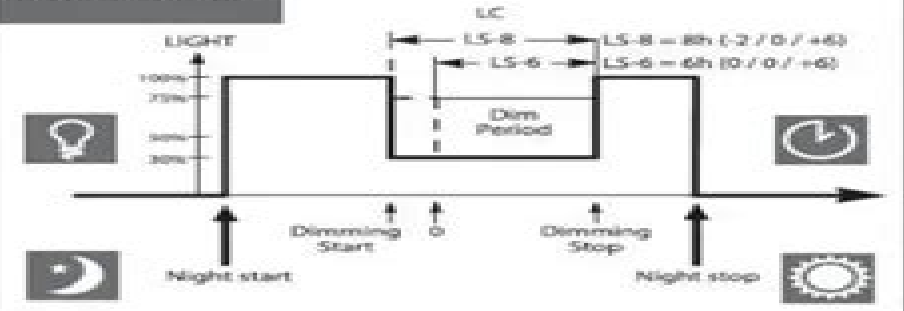 LC
LIGHT
LS-8
LS-8 = 8h (-2 / 0 / +6)
LS-6
LS-6 = 6h (0 / 0 / +6)
100%
75%
Dim
Period
50%
30%
Dimming
Start
0
Dimming
Stop
Night start
Night stop